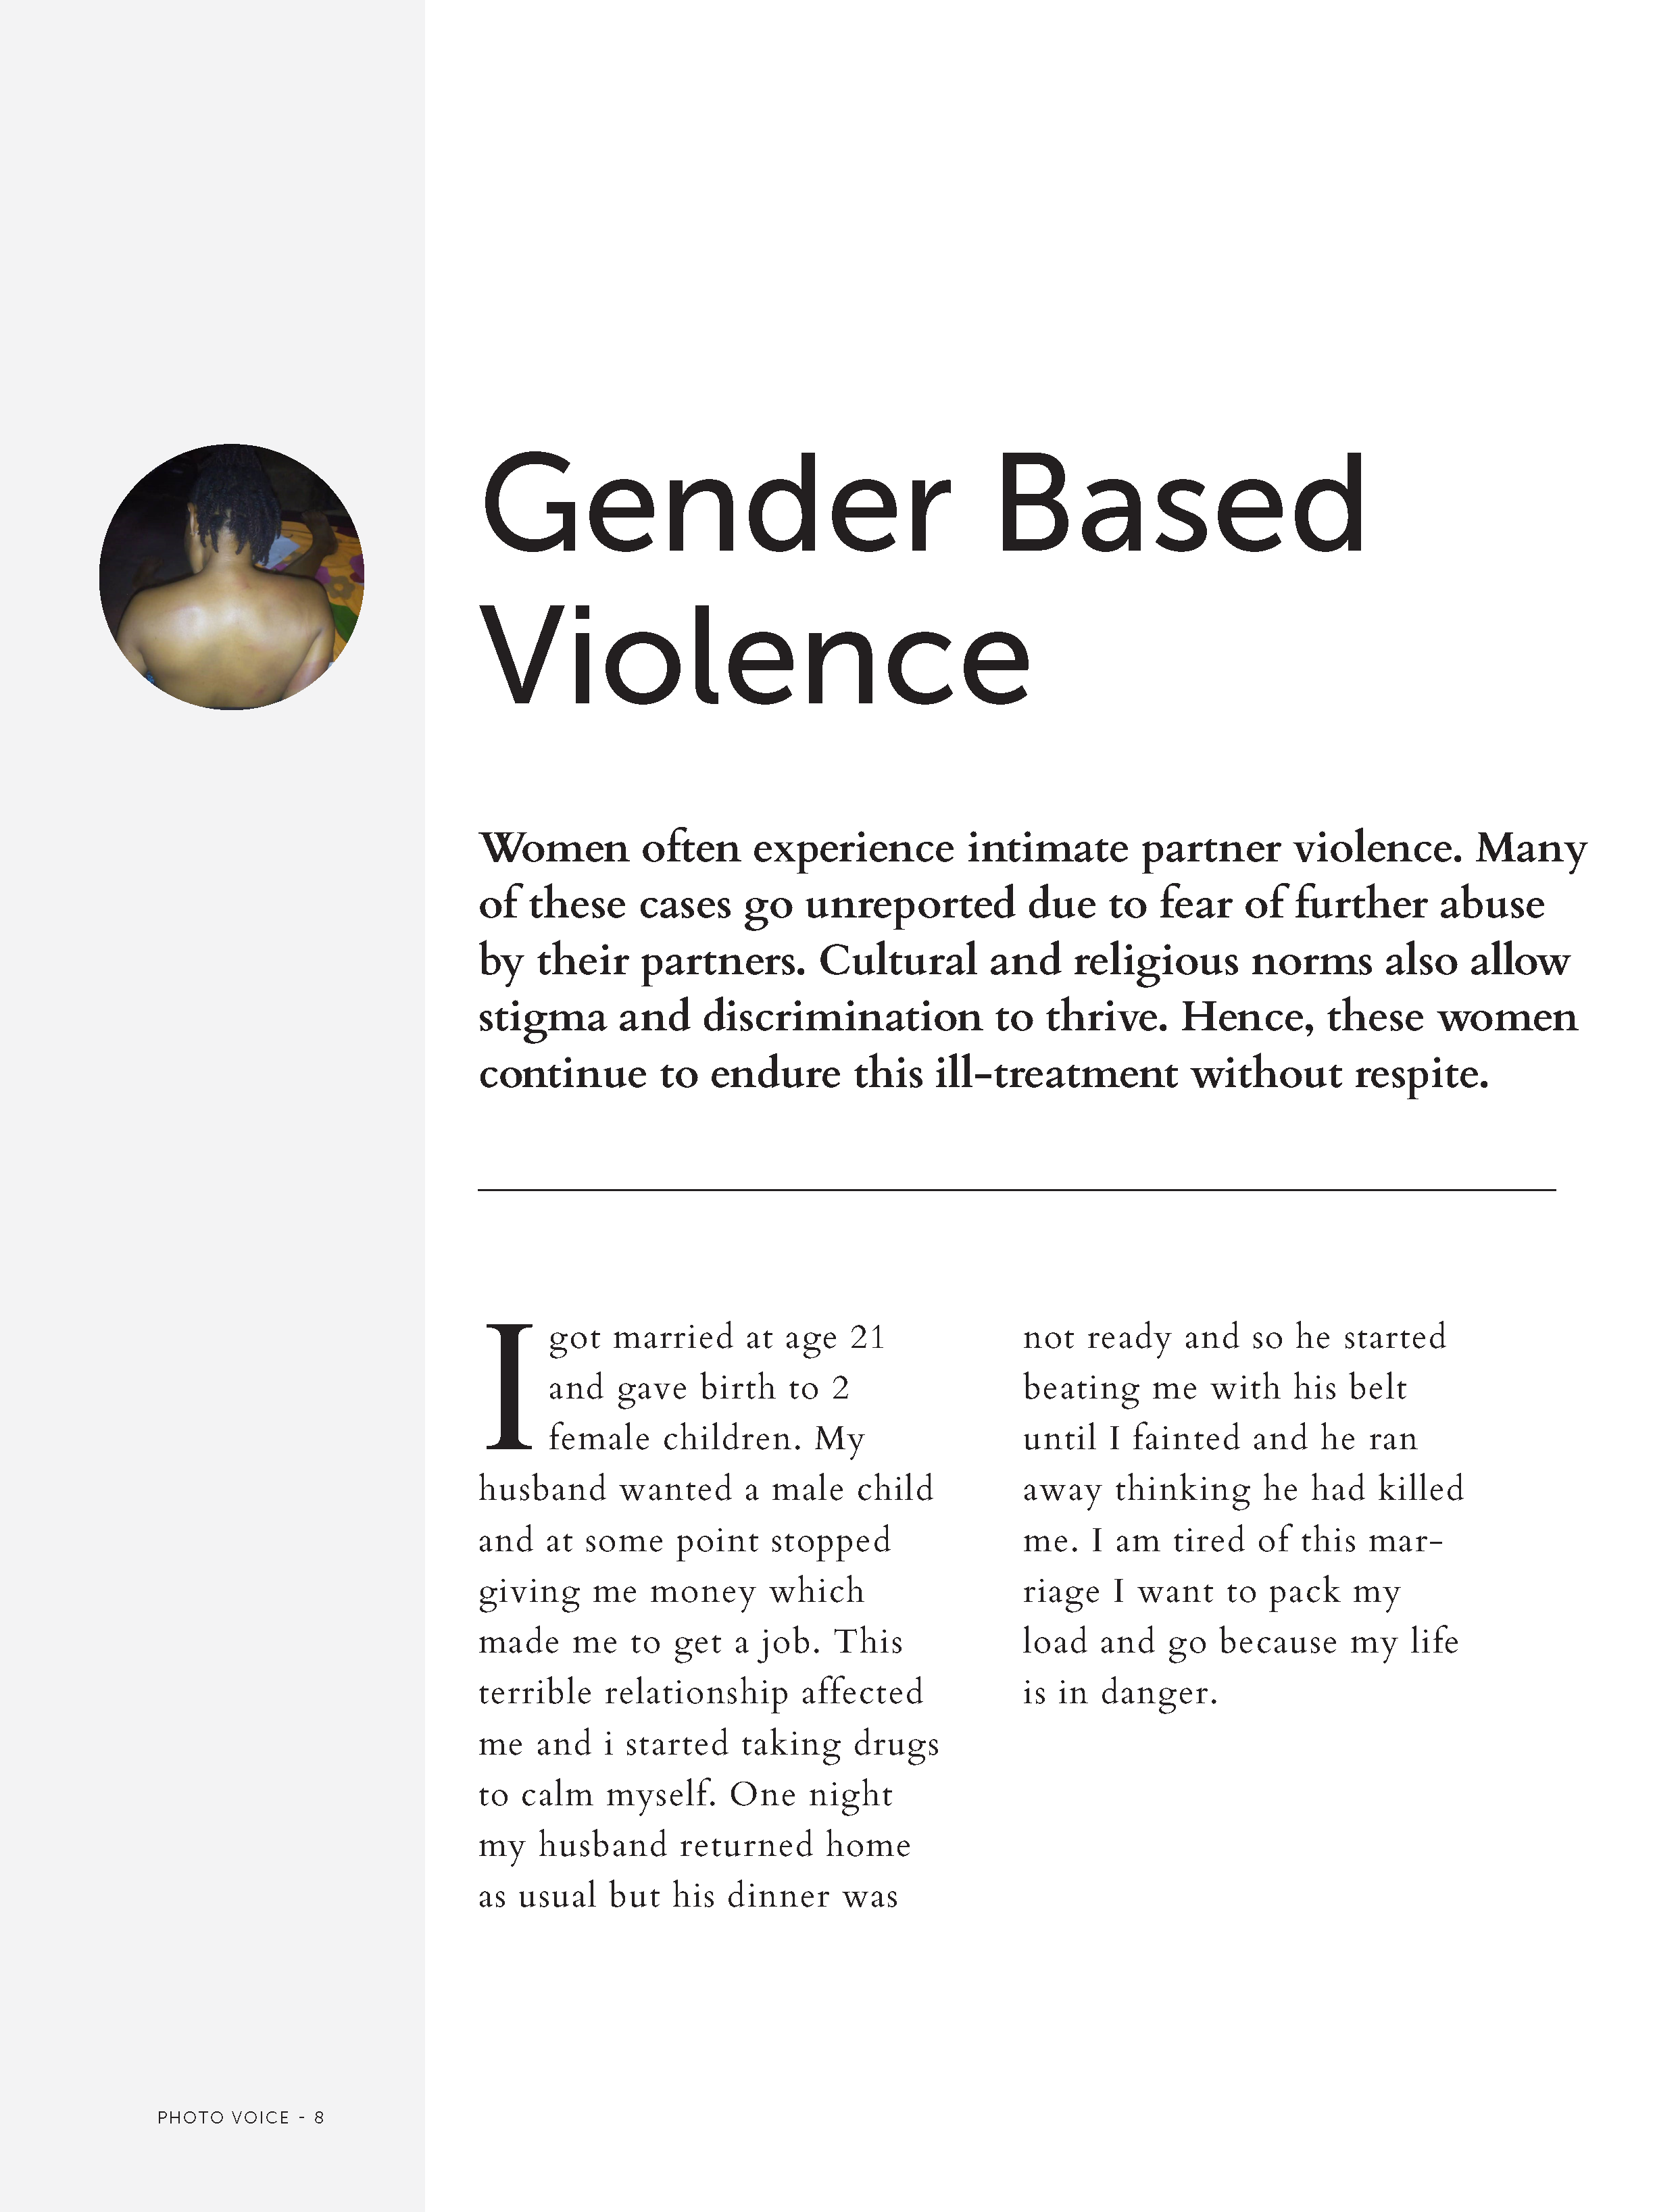 Gender Based
Violence
Women often experience intimate partner violence. Many
of these cases go unreported due to fear of further abuse
by their partners. Cultural and religious norms also allow
stigma and discrimination to thrive. Hence, these women
continue to endure this ill-treatment without respite.
I got married at age 21
and gave birth to 2
female children. My
husband wanted a male child
and at some point stopped
giving me money which
made me to get a job. This
terrible relationship affected
me and i started taking drugs
to calm myself. One night
my husband returned home
as usual but his dinner was
not ready and so he started
beating me with his belt
until I fainted and he ran
away thinking he had killed
me. I am tired of this mar-
riage I want to pack my
load and go because my life
is in danger.
PHOTO VOICE - 8